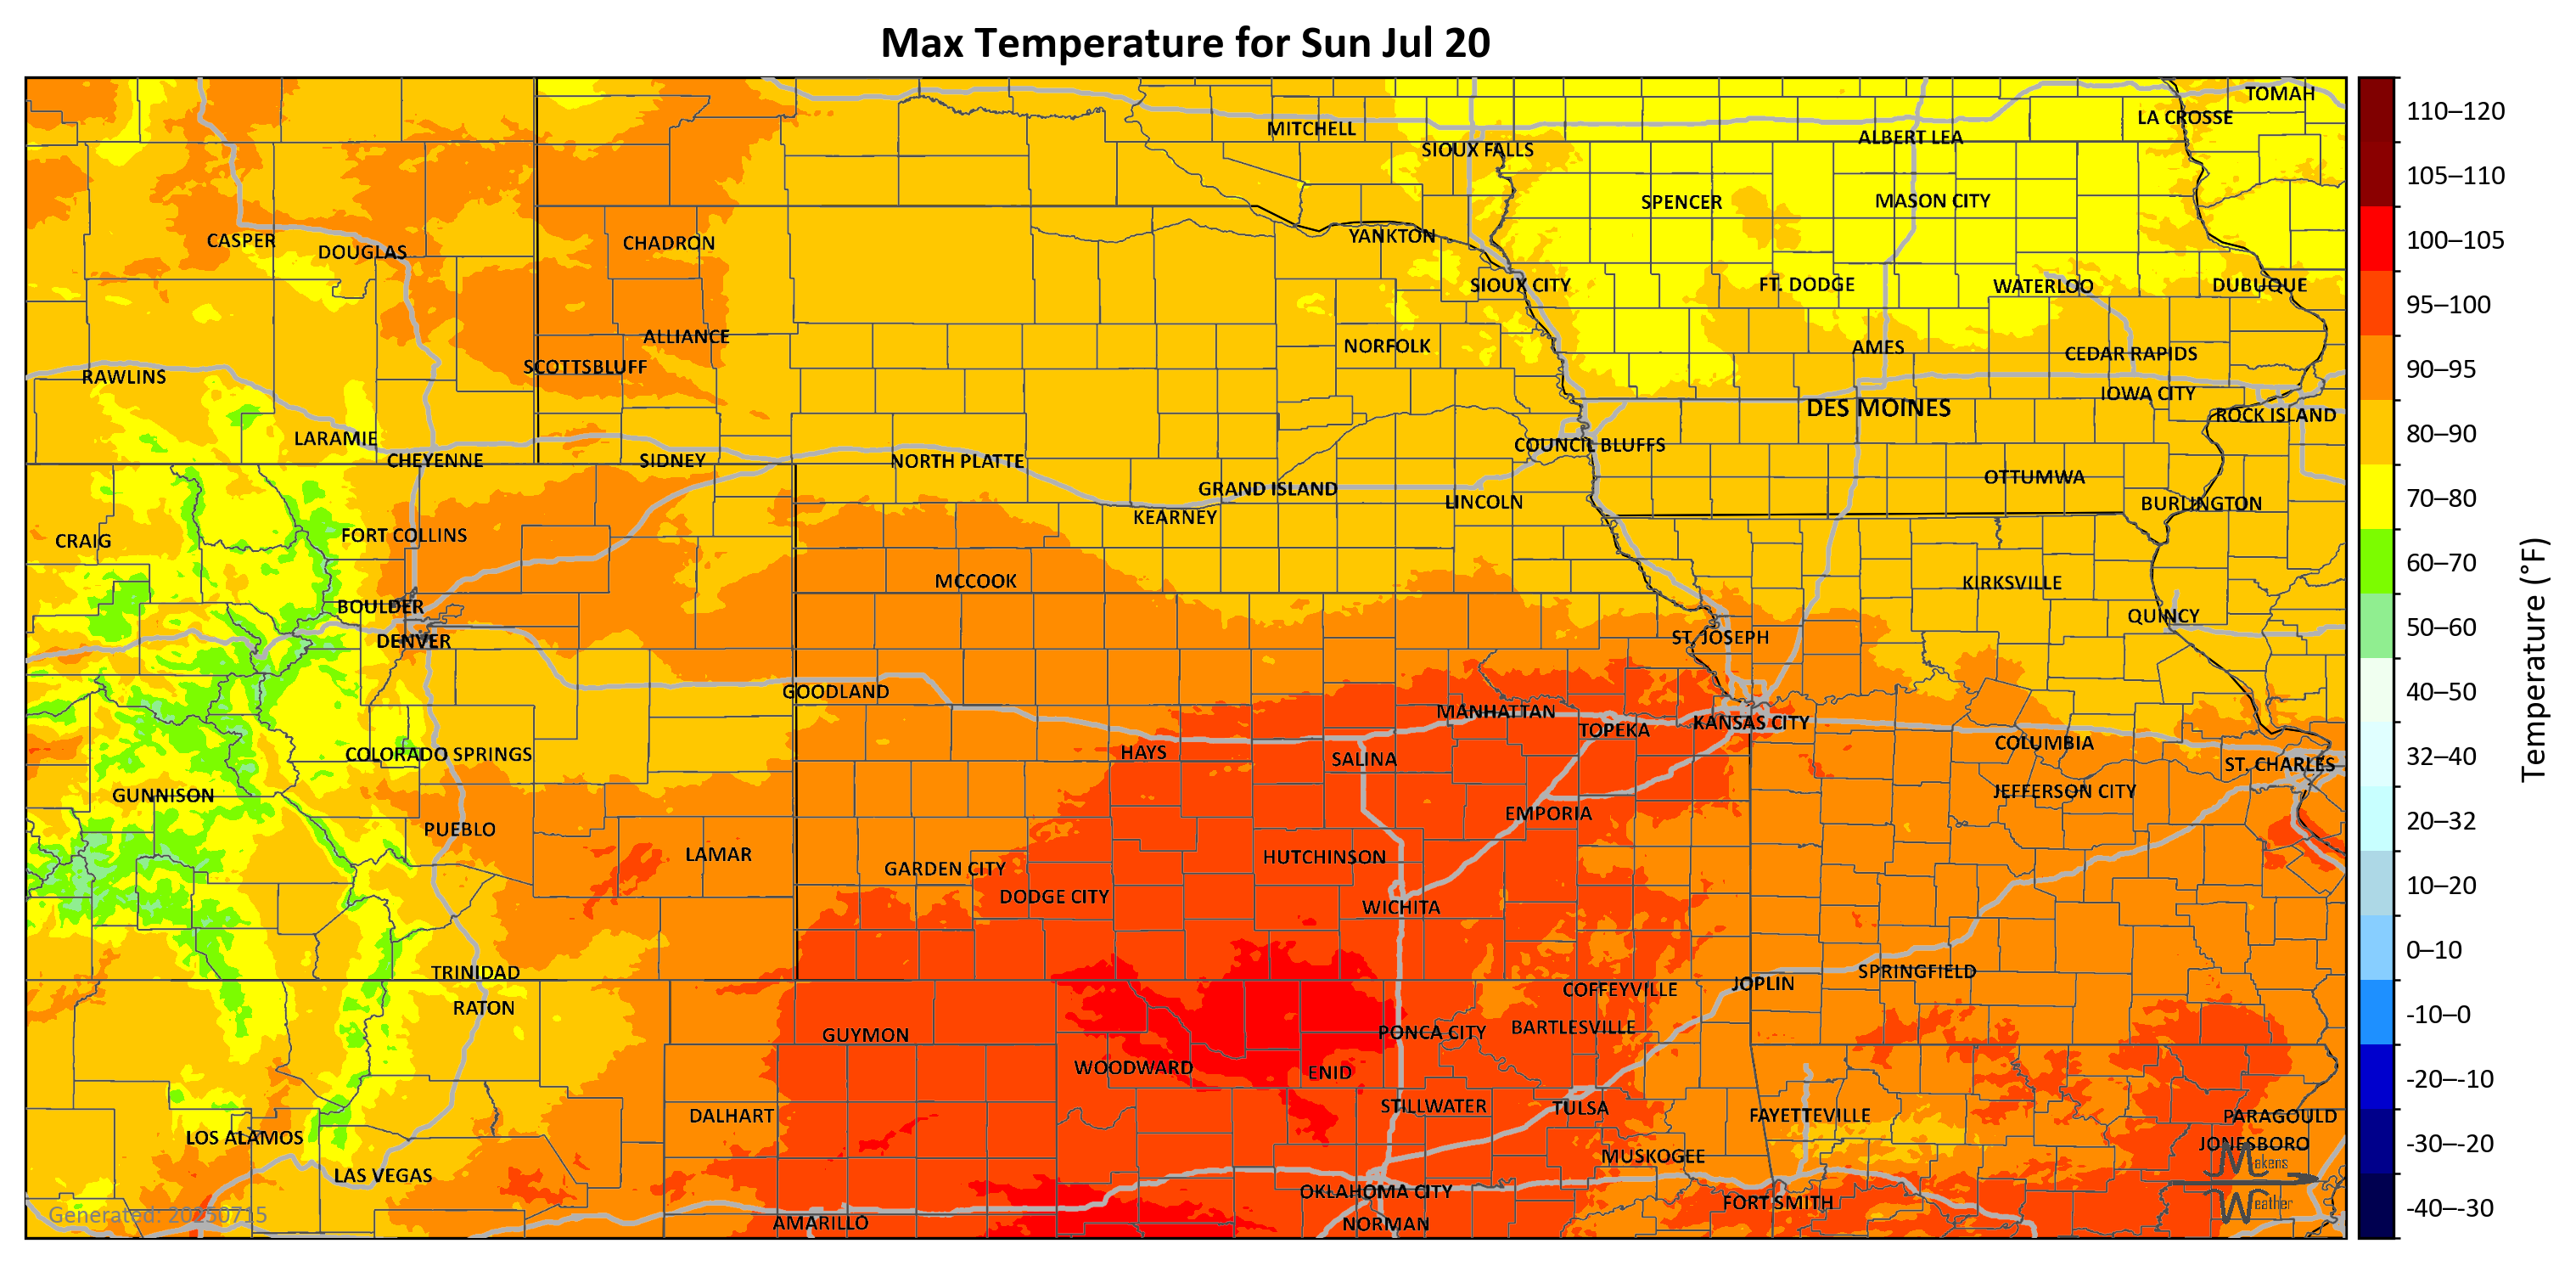 Max Temperature for Sun Jul 20
TOMAH
LA CROSSE
MITCHELL
ALBERT LEA
SIOUX FALLS
SPENCER
MASON CITY
CASPER
DOUGLAS
CHADRON
YANKTON
SIOUX CITY
FT. DODGE
WATERLOO
DUBUQUE
ALLIANCE
NORFOLK
AMES
CEDAR RAPIDS
SCOTTSBLUFF
RAWLINS
IOWA CITY
DES MOINES
ROCK ISLAND
LARAMIE
COUNCIL BLUFFS
CHEYENNE
SIDNEY
NORTH PLATTE
OTTUMWA
GRAND ISLAND
LINCOLN
BURLINGTON
KEARNEY
FORT COLLINS
CRAIG
MCCOOK
KIRKSVILLE
BOULDER
QUINCY
DENVER
ST. JOSEPH
GOODLAND
MANHATTAN
KANSAS CITY
TOPEKA
COLUMBIA
COLORADO SPRINGS
HAYS
SALINA
ST. CHARLES
GUNNISON
JEFFERSON CITY
EMPORIA
PUEBLO
LAMAR
HUTCHINSON
GARDEN CITY
DODGE CITY
WICHITA
TRINIDAD
SPRINGFIELD
JOPLIN
COFFEYVILLE
RATON
GUYMON
PONCA CITY
BARTLESVILLE
WOODWARD
ENID
STILLWATER
TULSA
DALHART
FAYETTEVILLE
PARAGOULD
LOS ALAMOS
JONESBORO
MUSKOGEE
LAS VEGAS
OKLAHOMA CITY
FORT SMITH
AMARILLO
NORMAN
Generated: 20250715
Makens
Weather
110–120
105–110
100–105
95–100
90–95
80–90
70–80
60–70
50–60
40–50
32–40
20–32
10–20
0–10
-10–0
-20–-10
-30–-20
-40–-30
Temperature (°F)